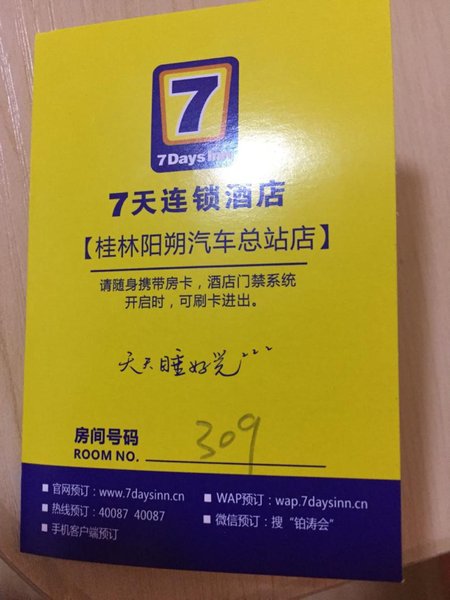 7
7DaysInn
7天连锁酒店
【桂林阳朔汽车总站店】
请随身携带房卡，酒店门禁系统
开启时，可刷卡进出。
天天睡好觉zzz
房间号码 309
ROOM NO.
■ 官网预订：www.7daysinn.cn
■ WAP预订：wap.7daysinn.cn
■ 热线预订：40087 40087
■ 微信预订：搜“铂涛会”
■ 手机客户端预订